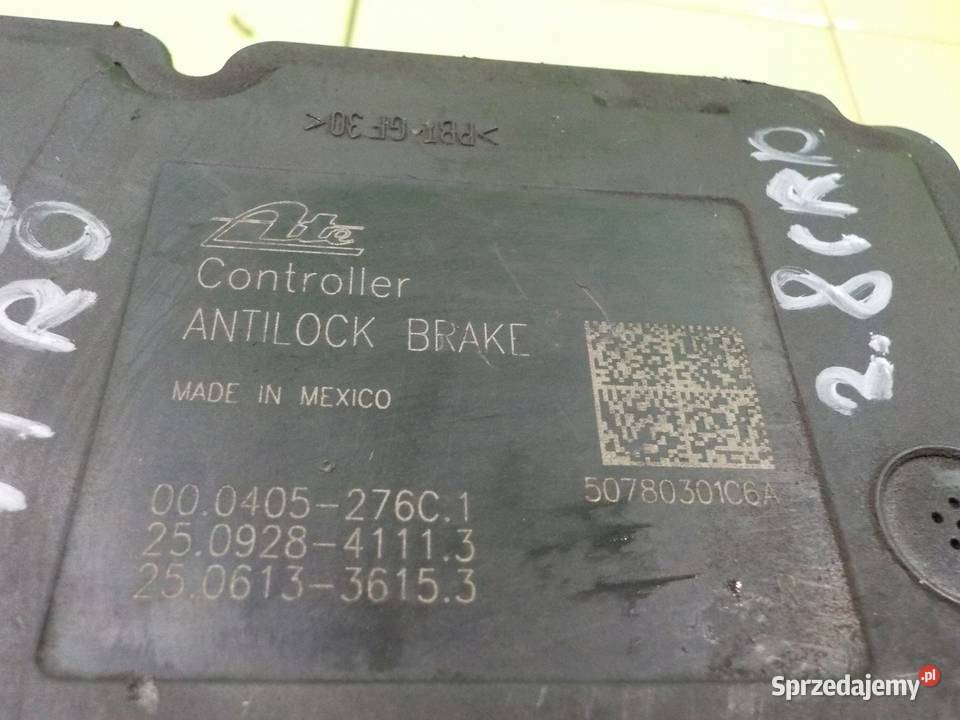 >PBT-GF30<
Ate
Controller
ANTILOCK BRAKE
MADE IN MEXICO
00.0405-276C.1
25.0928-4111.3
25.0613-3615.3
50780301C6A
2.8CRD
Sprzedajemy.pl